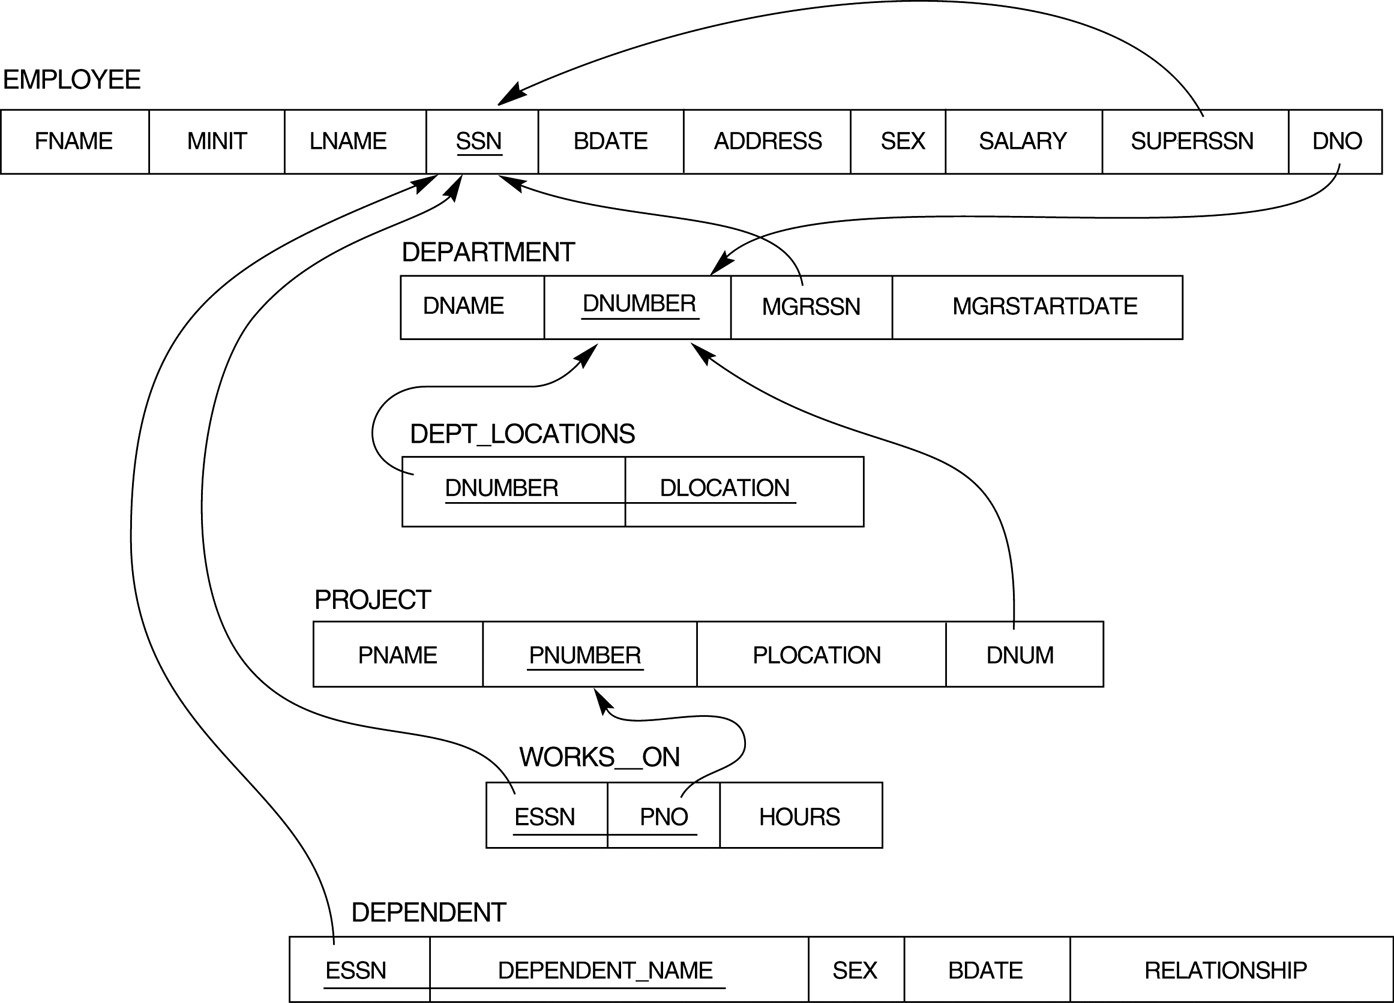 EMPLOYEE
FNAME MINIT LNAME SSN BDATE ADDRESS SEX SALARY SUPERSSN DNO
DEPARTMENT
DNAME DNUMBER MGRSSN MGRSTARTDATE
DEPT_LOCATIONS
DNUMBER DLOCATION
PROJECT
PNAME PNUMBER PLOCATION DNUM
WORKS__ON
ESSN PNO HOURS
DEPENDENT
ESSN DEPENDENT_NAME SEX BDATE RELATIONSHIP